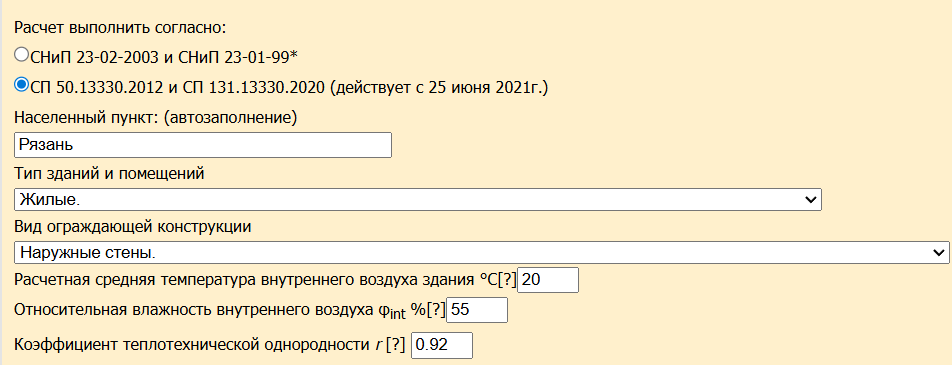 Расчет выполнить согласно:
СНиП 23-02-2003 и СНиП 23-01-99*
СП 50.13330.2012 и СП 131.13330.2020 (действует с 25 июня 2021г.)
Населенный пункт: (автозаполнение)
Рязань
Тип зданий и помещений
Жилые.
Вид ограждающей конструкции
Наружные стены.
Расчетная средняя температура внутреннего воздуха здания °C[?] 20
Относительная влажность внутреннего воздуха φint %[?] 55
Коэффициент теплотехнической однородности r [?] 0.92